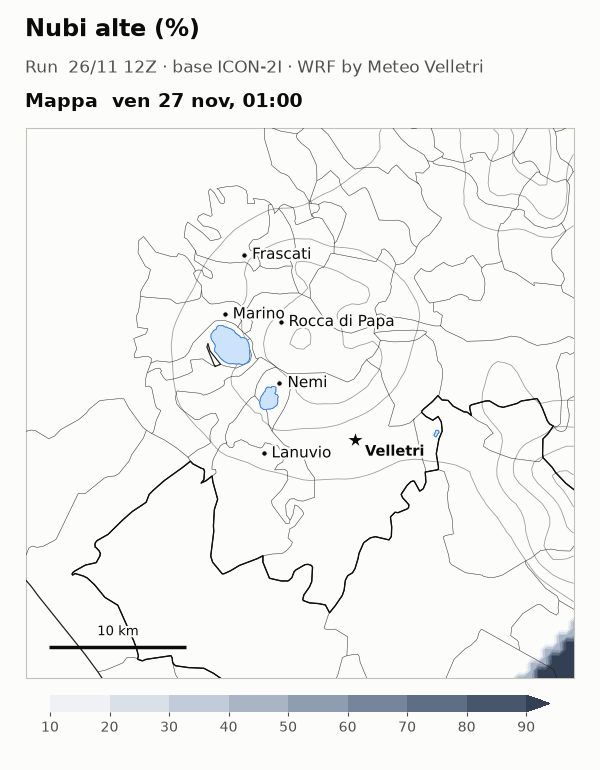 Nubi alte (%)
Run  26/11 12Z · base ICON-2I · WRF by Meteo Velletri
Mappa  ven 27 nov, 01:00
Frascati
Marino
Rocca di Papa
Nemi
Velletri
Lanuvio
10 km
10 20 30 40 50 60 70 80 90